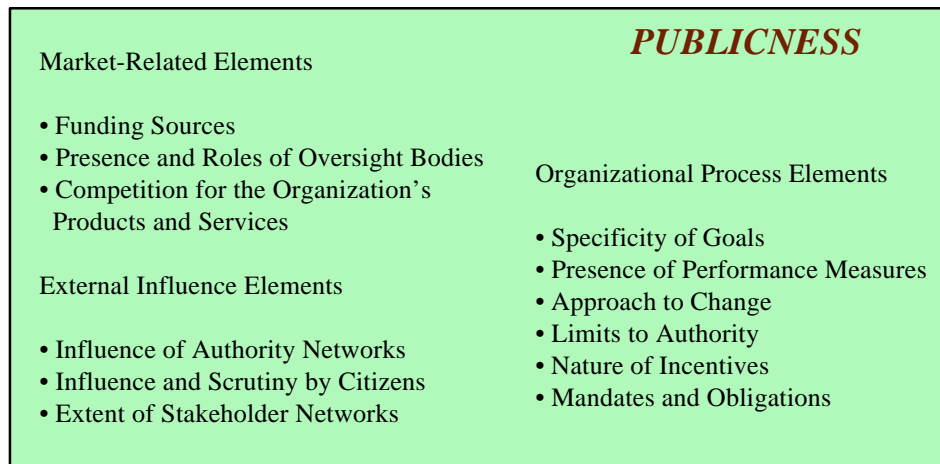 PUBLICNESS
Market-Related Elements
• Funding Sources
• Presence and Roles of Oversight Bodies
• Competition for the Organization’s
Products and Services
External Influence Elements
• Influence of Authority Networks
• Influence and Scrutiny by Citizens
• Extent of Stakeholder Networks
Organizational Process Elements
• Specificity of Goals
• Presence of Performance Measures
• Approach to Change
• Limits to Authority
• Nature of Incentives
• Mandates and Obligations